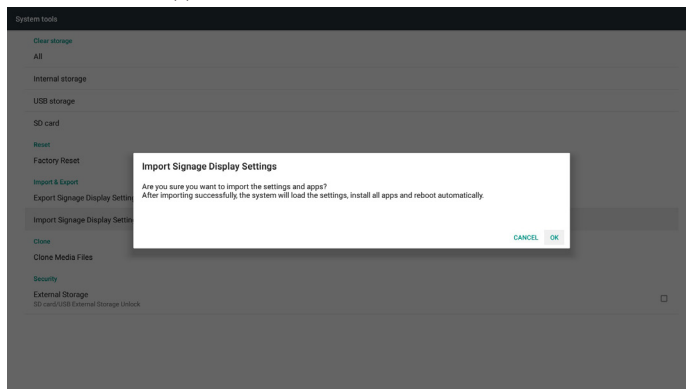 System tools
Clear storage
All
Internal storage
USB storage
SD card
Reset
Factory Reset
Import & Export
Export Signage Display Settin
Import Signage Display Settin
Clone
Clone Media Files
Security
External Storage
SD card/USB External Storage Unlock
Import Signage Display Settings
Are you sure you want to import the settings and apps?
After importing successfully, the system will load the settings, install all apps and reboot automatically.
CANCEL OK